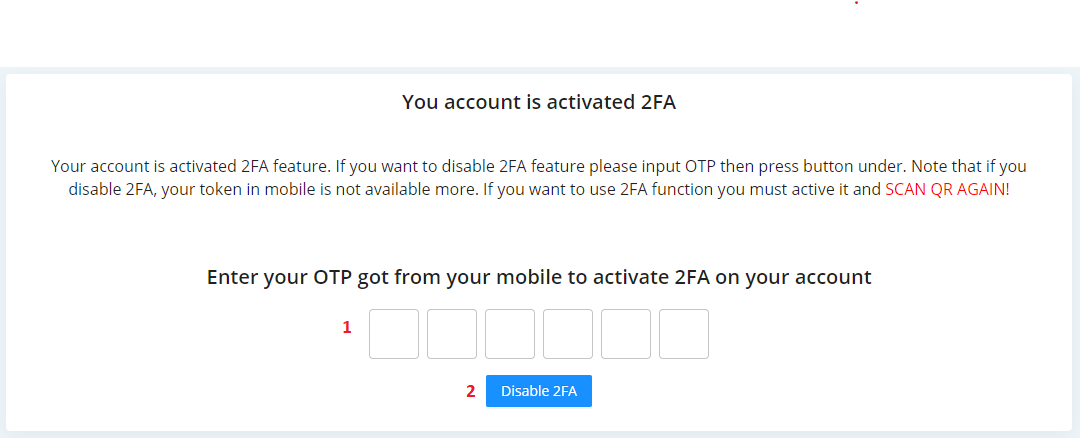 You account is activated 2FA
Your account is activated 2FA feature. If you want to disable 2FA feature please input OTP then press button under. Note that if you
disable 2FA, your token in mobile is not available more. If you want to use 2FA function you must active it and SCAN QR AGAIN!
Enter your OTP got from your mobile to activate 2FA on your account
1
2 Disable 2FA